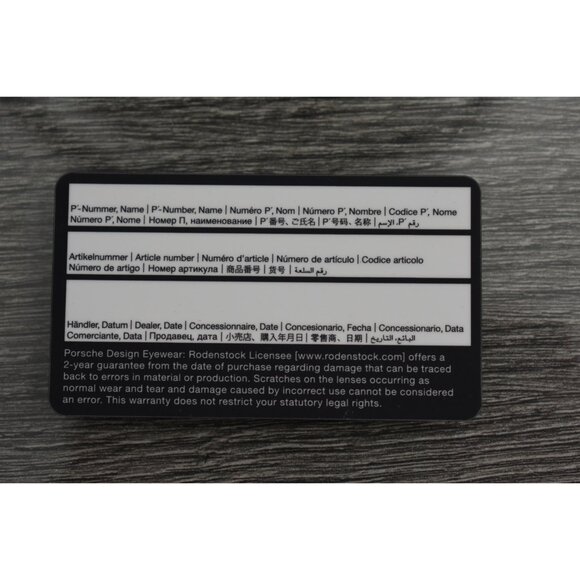 P'-Nummer, Name | P'-Number, Name | Numéro P', Nom | Número P', Nombre | Codice P', Nome
Número P', Nome | Номер П, наименование | P'番号、ご氏名 | P'号码、名称 | رقم P'، الإسم
Artikelnummer | Article number | Numéro d'article | Número de artículo | Codice articolo
Número de artigo | Номер артикула | 商品番号 | 货号 | رقم السلعة
Händler, Datum | Dealer, Date | Concessionnaire, Date | Concesionario, Fecha | Concessionario, Data
Comerciante, Data | Продавец, дата | 小売店、購入年月日 | 零售商、日期 | البائع، التاريخ
Porsche Design Eyewear: Rodenstock Licensee [www.rodenstock.com] offers a
2-year guarantee from the date of purchase regarding damage that can be traced
back to errors in material or production. Scratches on the lenses occurring as
normal wear and tear and damage caused by incorrect use cannot be considered
an error. This warranty does not restrict your statutory legal rights.